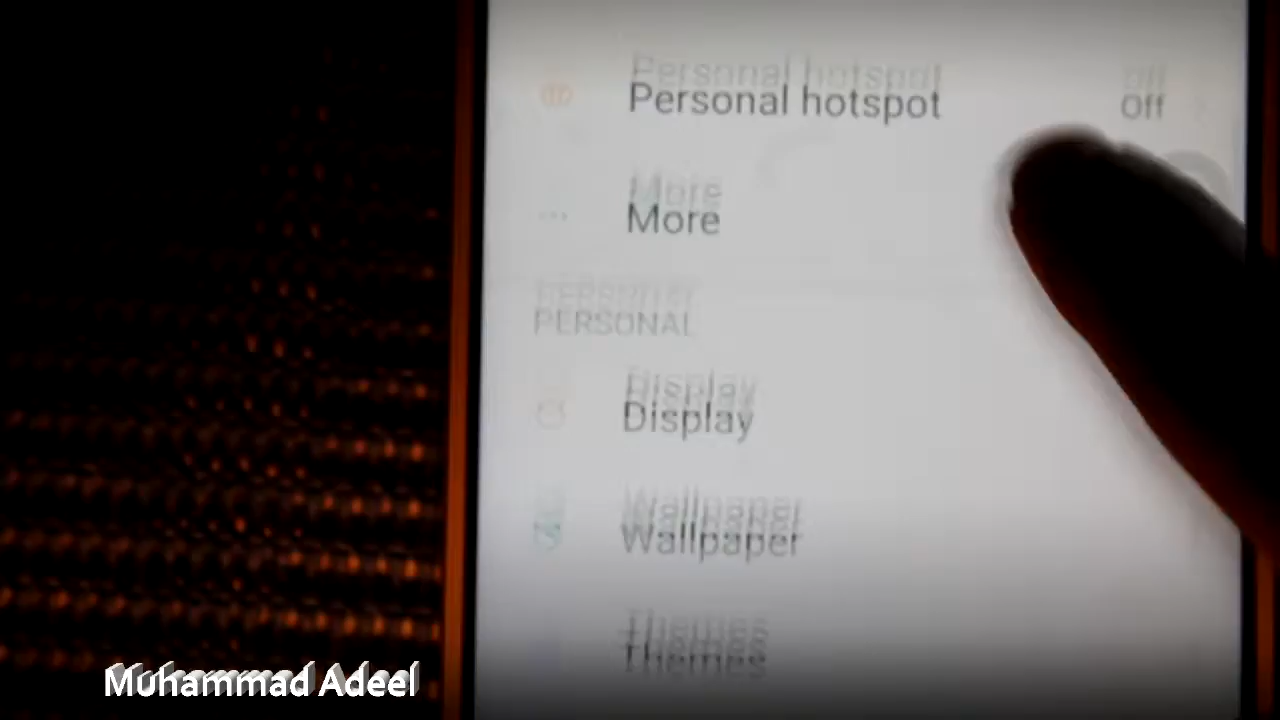 Personal hotspot Off
More
PERSONAL
Display
Wallpaper
Themes
Muhammad Adeel